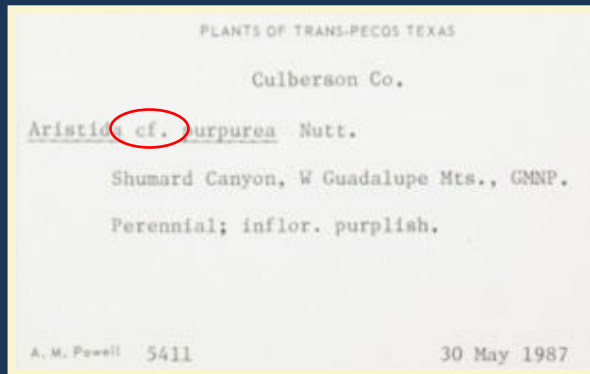 PLANTS OF TRANS-PECOS TEXAS
Culberson Co.
Aristida cf. purpurea Nutt.
Shumard Canyon, W Guadalupe Mts., GMNP.
Perennial; inflor. purplish.
A. M. Powell 5411 30 May 1987